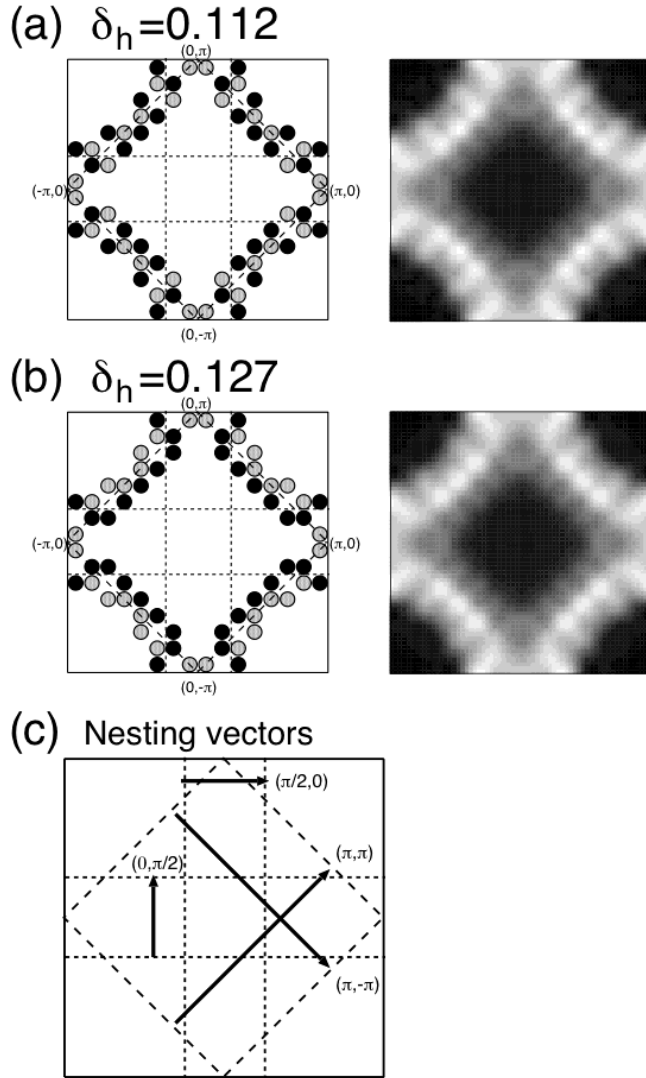 (a) δh=0.112
(0,π)
(-π,0) (π,0)
(0,-π)
(b) δh=0.127
(0,π)
(-π,0) (π,0)
(0,-π)
(c) Nesting vectors
(π/2,0)
(0,π/2) (π,π)
(π,-π)